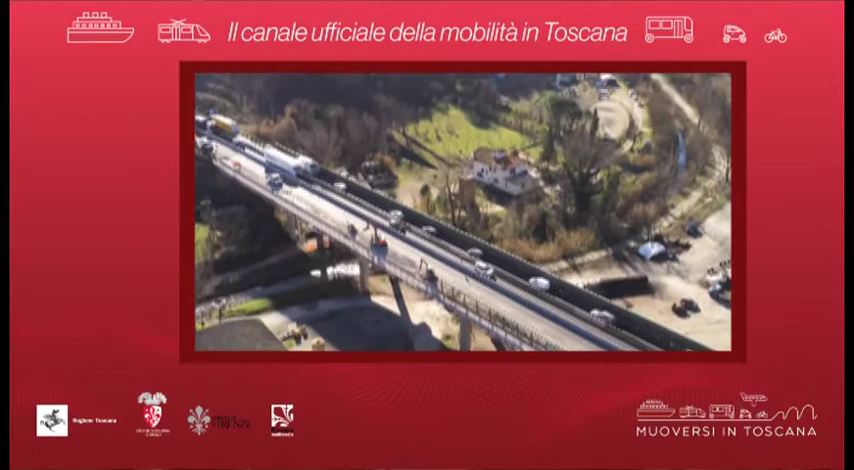 Il canale ufficiale della mobilità in Toscana
Regione Toscana
MUOVERSI IN TOSCANA